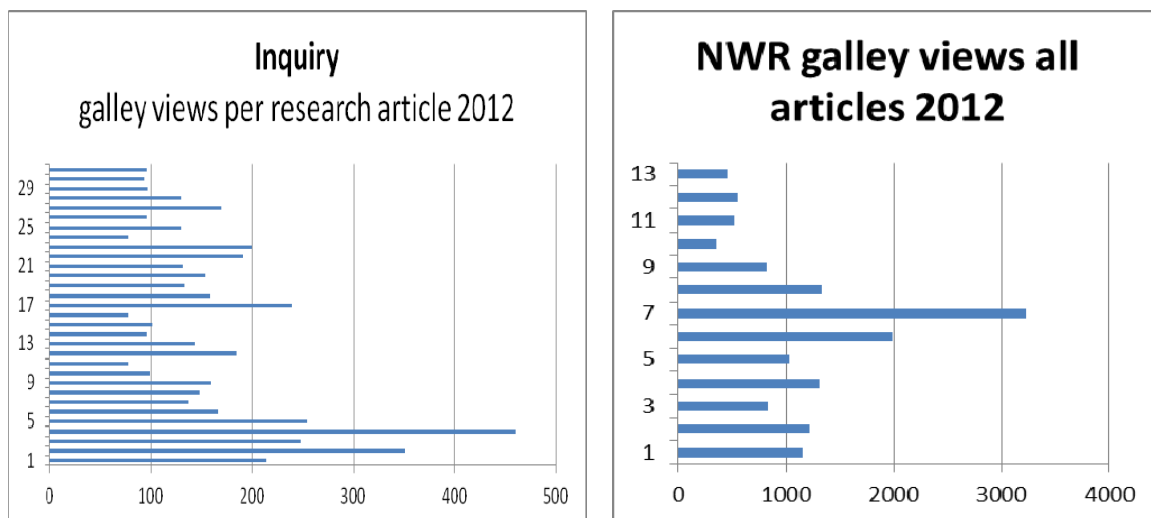 Inquiry
galley views per research article 2012
29
25
21
17
13
9
5
1
0 100 200 300 400 500
NWR galley views all
articles 2012
13
11
9
7
5
3
1
0 1000 2000 3000 4000